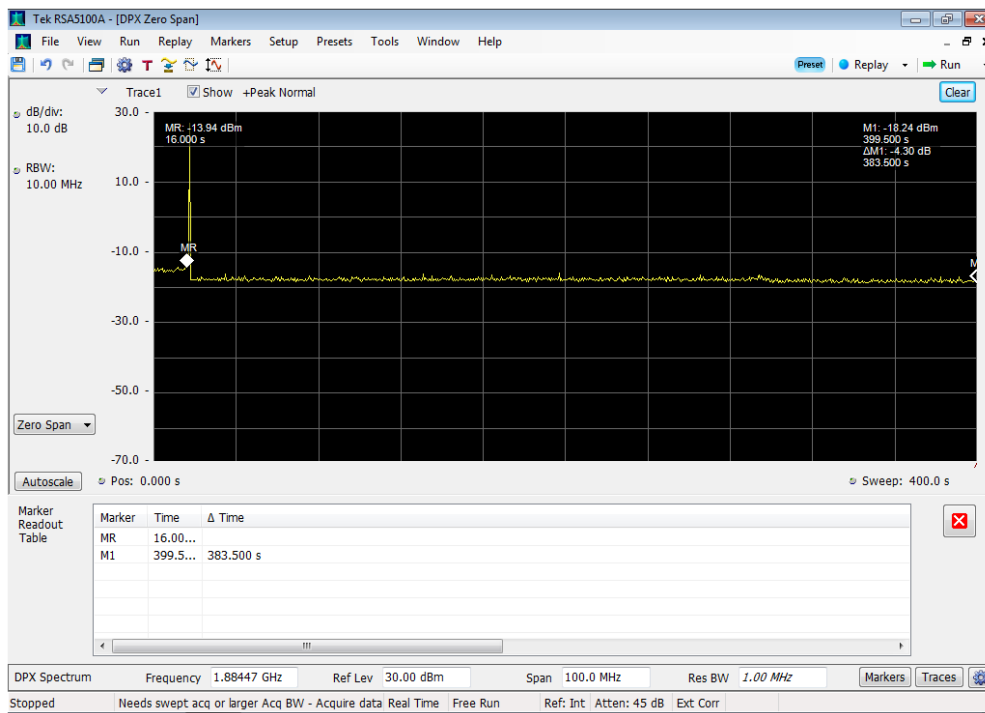 Tek RSA5100A - [DPX Zero Span]
File View Run Replay Markers Setup Presets Tools Window Help
T Preset Replay Run
Trace1 Show +Peak Normal Clear
dB/div:
10.0 dB
RBW:
10.00 MHz
30.0
10.0
-10.0
-30.0
-50.0
-70.0
MR: -13.94 dBm
16.000 s
M1: -18.24 dBm
399.500 s
ΔM1: -4.30 dB
383.500 s
MR
M
Zero Span
Autoscale Pos: 0.000 s Sweep: 400.0 s
Marker
Readout
Table
Marker Time Δ Time
MR 16.00...
M1 399.5... 383.500 s
DPX Spectrum Frequency 1.88447 GHz Ref Lev 30.00 dBm Span 100.0 MHz Res BW 1.00 MHz Markers Traces
Stopped Needs swept acq or larger Acq BW - Acquire data Real Time Free Run Ref: Int Atten: 45 dB Ext Corr